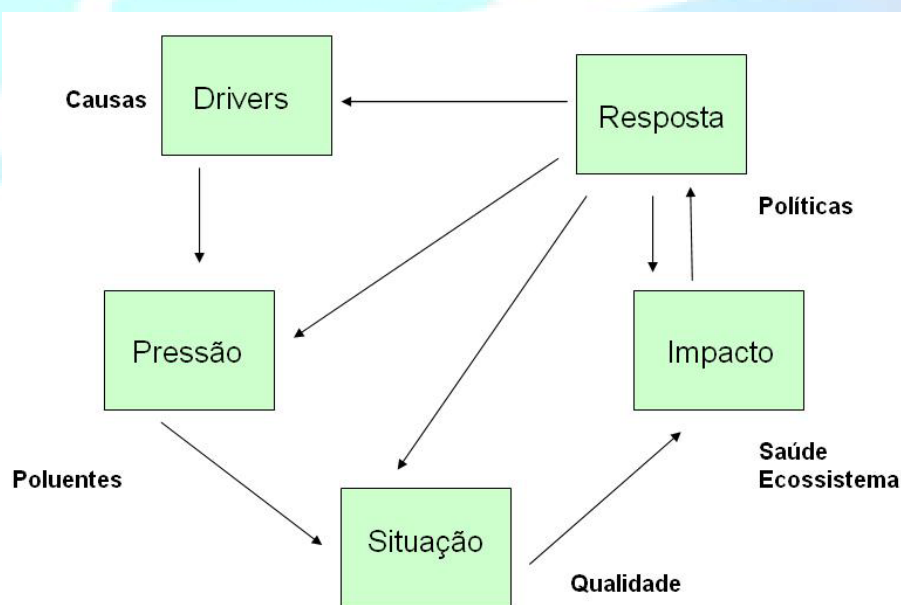 Causas
Drivers
Resposta
Políticas
Pressão
Impacto
Poluentes
Saúde
Ecossistema
Situação
Qualidade